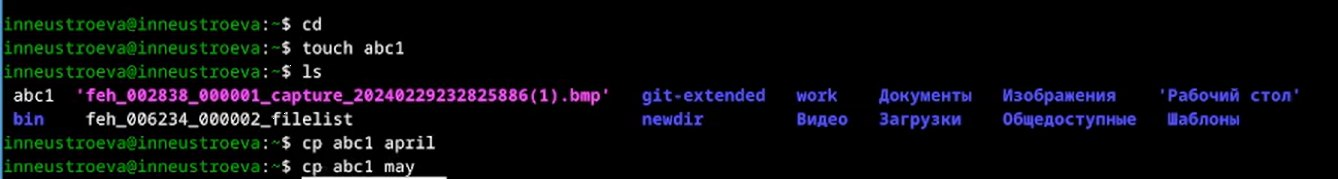 inneustroeva@inneustroeva:~$ cd
inneustroeva@inneustroeva:~$ touch abc1
inneustroeva@inneustroeva:~$ ls
abc1 'feh_002838_000001_capture_20240229232825886(1).bmp' git-extended work Документы Изображения 'Рабочий стол'
bin feh_006234_000002_filelist newdir Видео Загрузки Общедоступные Шаблоны
inneustroeva@inneustroeva:~$ cp abc1 april
inneustroeva@inneustroeva:~$ cp abc1 may